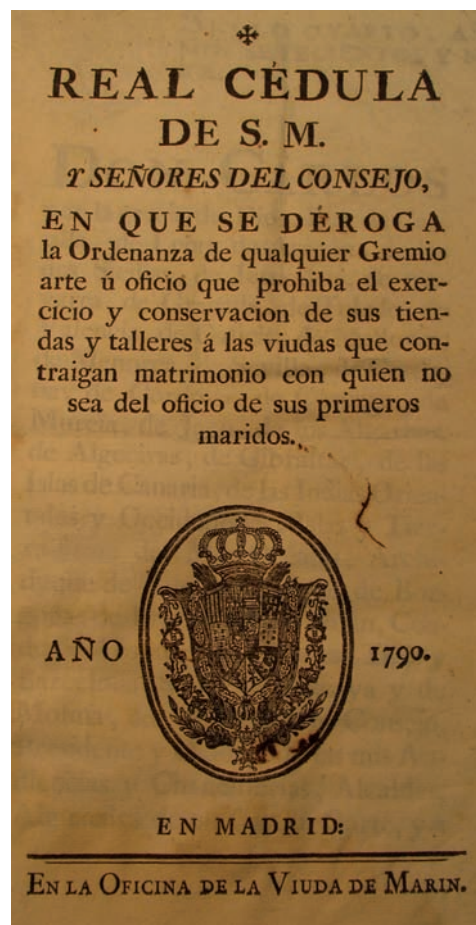 REAL CÉDULA
DE S. M.
Y SEÑORES DEL CONSEJO,
EN QUE SE DÉROGA
la Ordenanza de qualquier Gremio
arte ú oficio que prohiba el exer-
cicio y conservacion de sus tien-
das y talleres á las viudas que con-
traigan matrimonio con quien no
sea del oficio de sus primeros
maridos.
AÑO 1790.
EN MADRID:
EN LA OFICINA DE LA VIUDA DE MARIN.